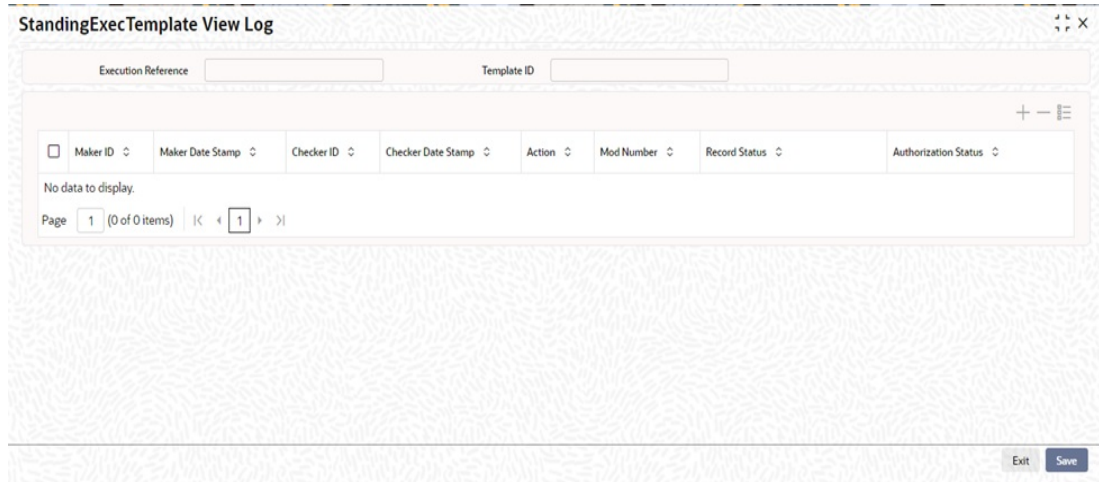 StandingExecTemplate View Log
Execution Reference Template ID
Maker ID Maker Date Stamp Checker ID Checker Date Stamp Action Mod Number Record Status Authorization Status
No data to display.
Page 1 (0 of 0 items) 1
Exit Save